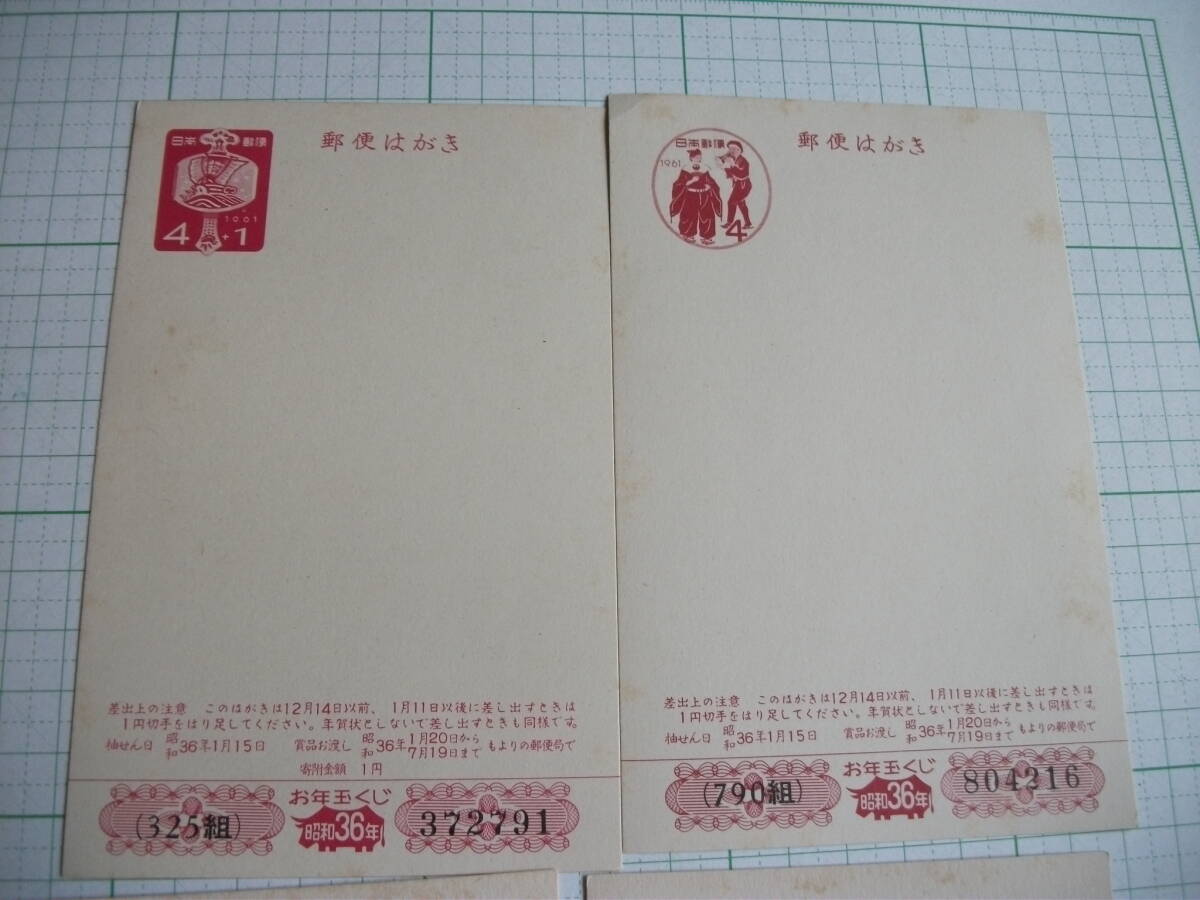 日本郵便
1961
4+1
郵便はがき
差出上の注意 このはがきは12月14日以前、1月11日以後に差し出すときは
1円切手をはり足してください。年賀状としないで差し出すときも同様です。
抽せん日 昭和36年1月15日 賞品お渡し 昭和36年1月20日から7月19日まで もよりの郵便局で
寄附金額 1円
お年玉くじ
(325組) 昭和36年 372791
日本郵便
1961
4
郵便はがき
差出上の注意 このはがきは12月14日以前、1月11日以後に差し出すときは
1円切手をはり足してください。年賀状としないで差し出すときも同様です。
抽せん日 昭和36年1月15日 賞品お渡し 昭和36年1月20日から7月19日まで もよりの郵便局で
お年玉くじ
(790組) 昭和36年 804216